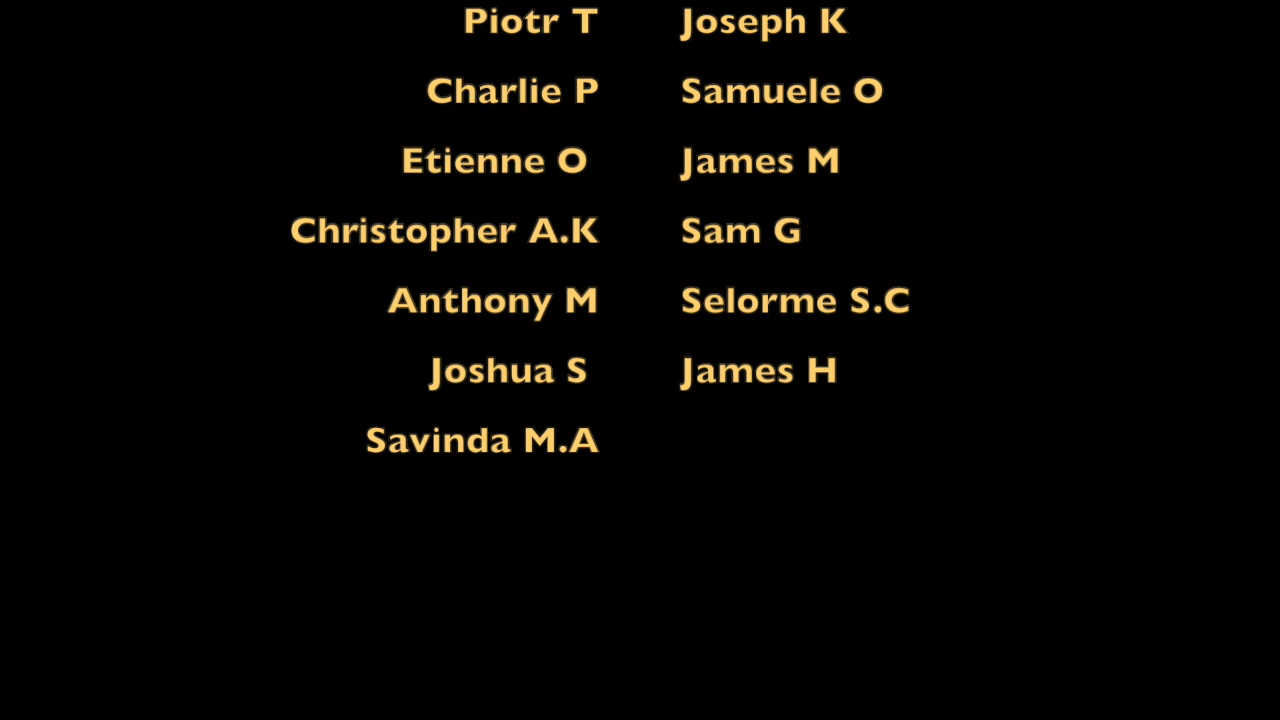 Piotr T Joseph K
Charlie P Samuele O
Etienne O James M
Christopher A.K Sam G
Anthony M Selorme S.C
Joshua S James H
Savinda M.A